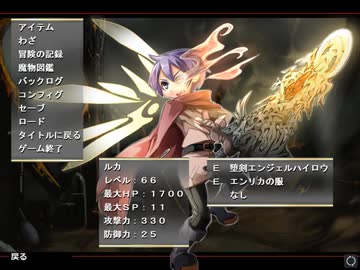 アイテム
わざ
冒険の記録
魔物図鑑
バックログ
コンフィグ
セーブ
ロード
タイトルに戻る
ゲーム終了
ルカ
レベル：66
最大HP：1700
最大SP：11
攻撃力：330
防御力：25
E 堕剣エンジェルハイロウ
E エンリカの服
なし
戻る